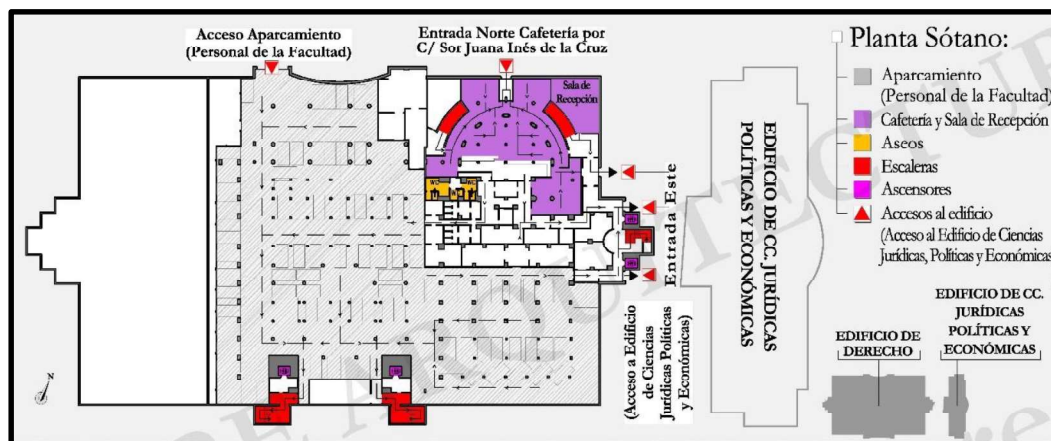 Acceso Aparcamiento
(Personal de la Facultad)
Entrada Norte Cafetería por
C/ Sor Juana Inés de la Cruz
Sala de
Recepción
WC
WC
Entrada Este
(Acceso a Edificio
de Ciencias
Jurídicas Políticas
y Económicas)
EDIFICIO DE CC. JURÍDICAS
POLÍTICAS Y ECONÓMICAS
Planta Sótano:
Aparcamiento
(Personal de la Facultad)
Cafetería y Sala de Recepción
Aseos
Escaleras
Ascensores
Accesos al edificio
(Acceso al Edificio de Ciencias
Jurídicas, Políticas y Económicas
EDIFICIO DE CC.
JURÍDICAS
POLÍTICAS Y
ECONÓMICAS
EDIFICIO DE
DERECHO
N